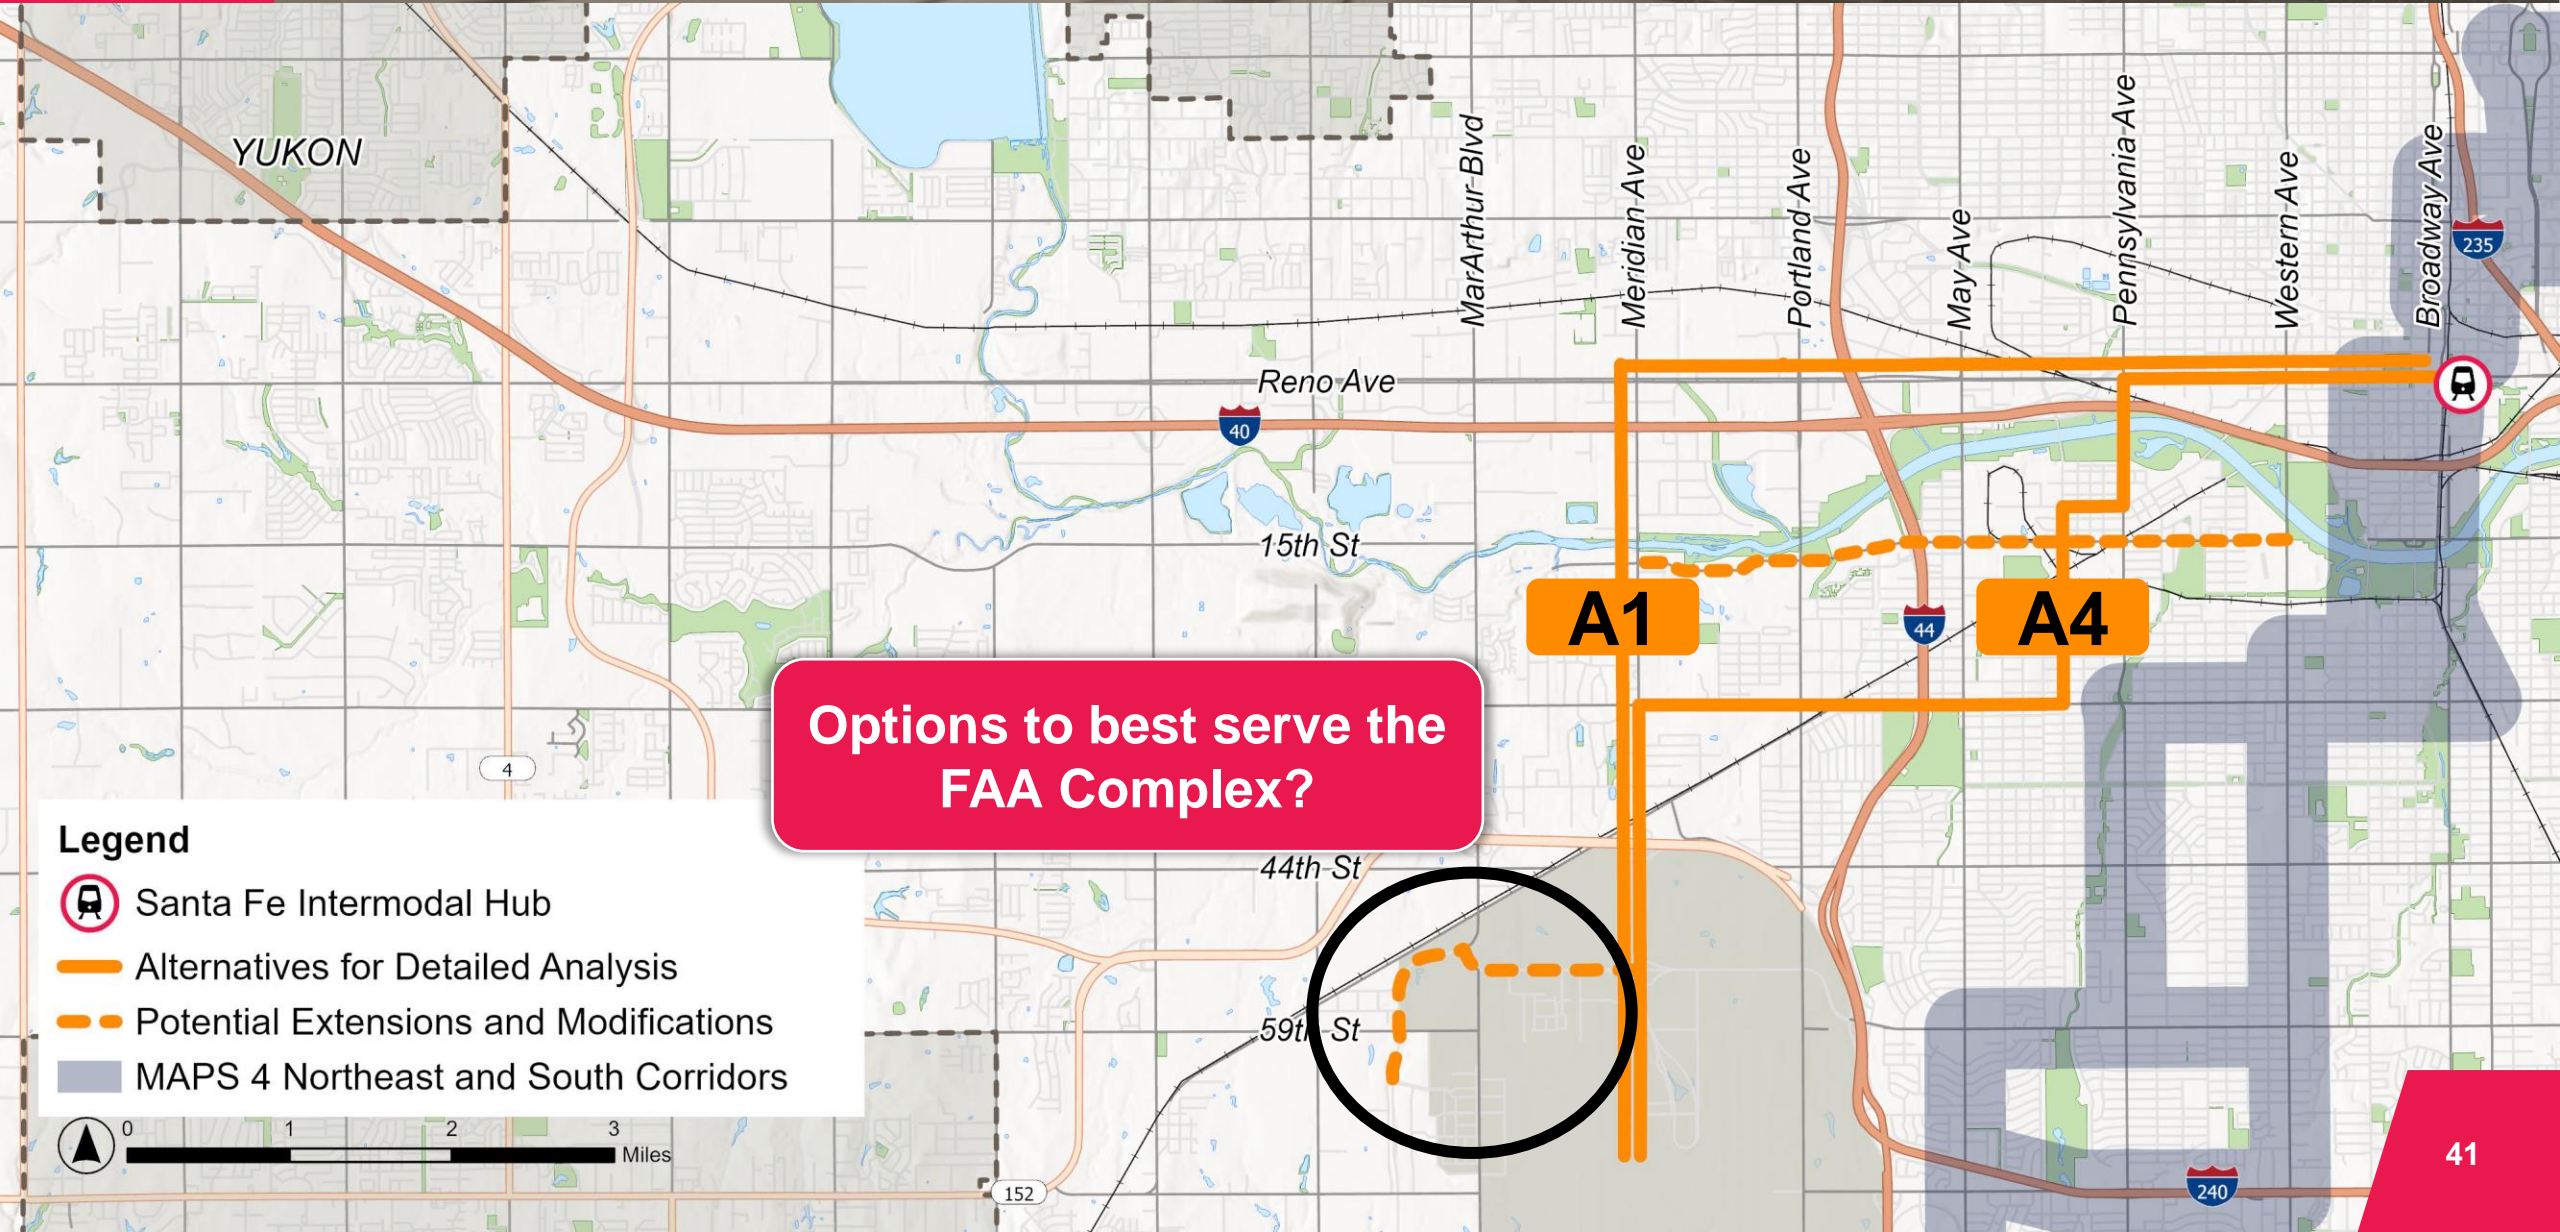 YUKON
MarArthur Blvd
Meridian Ave
Portland Ave
May Ave
Pennsylvania Ave
Western Ave
Broadway Ave
235
Reno Ave
40
15th St
A1
44
A4
Options to best serve the
FAA Complex?
4
44th St
59th St
Legend
Santa Fe Intermodal Hub
Alternatives for Detailed Analysis
Potential Extensions and Modifications
MAPS 4 Northeast and South Corridors
0 1 2 3
Miles
152
240
41